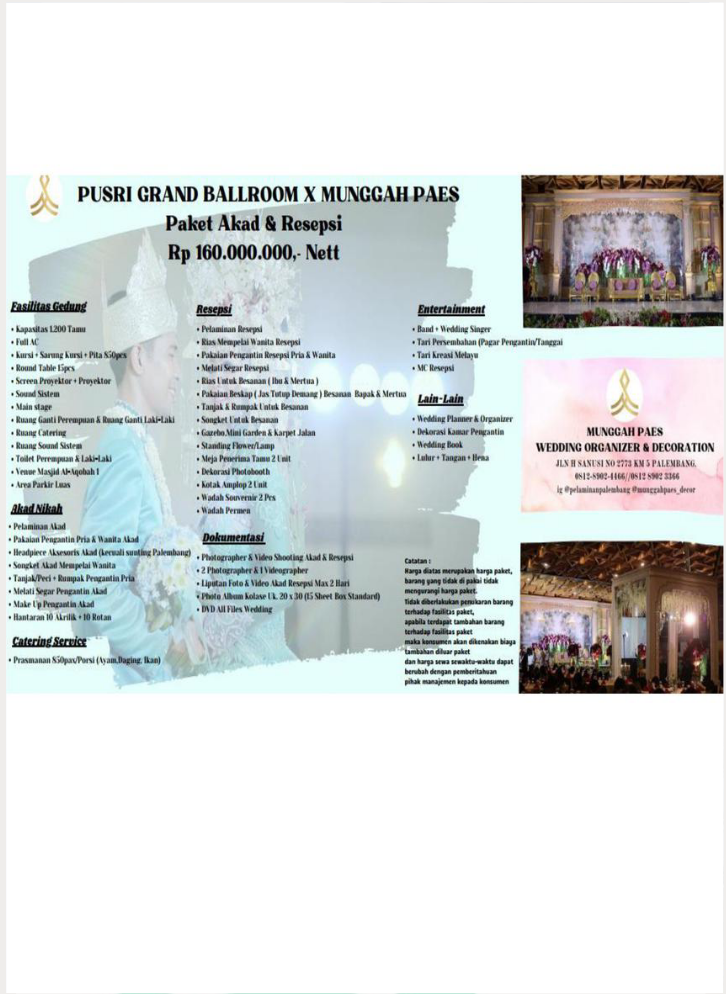 PUSRI GRAND BALLROOM X MUNGGAH PAES
Paket Akad & Resepsi
Rp 160.000.000,- Nett
Fasilitas Gedung
• Kapasitas 1.200 Tamu
• Full AC
• Kursi + Sarung Kursi + Pita 850pcs
• Round Table 15pcs
• Screen Proyektor + Proyektor
• Sound Sistem
• Main stage
• Ruang Ganti Perempuan & Ruang Ganti Laki-Laki
• Ruang Catering
• Ruang Sound Sistem
• Toilet Perempuan & Laki-Laki
• Venue Masjid Al-Aqobah 1
• Area Parkir Luas
Akad Nikah
• Pelaminan Akad
• Pakaian Pengantin Pria & Wanita Akad
• Headpiece Aksesoris Akad (kecuali sunting Palembang)
• Songket Akad Mempelai Wanita
• Tanjak/Peci + Rumpak Pengantin Pria
• Melati Segar Pengantin Akad
• Make Up Pengantin Akad
• Hantaran 10 Akrilik + 10 Rotan
Catering Service
• Prasmanan 850pax/Porsi (Ayam,Daging, Ikan)
Resepsi
• Pelaminan Resepsi
• Rias Mempelai Wanita Resepsi
• Pakaian Pengantin Resepsi Pria & Wanita
• Melati Segar Resepsi
• Rias Untuk Besanan ( Ibu & Mertua )
• Pakaian Beskap ( Jas Tutup Demang ) Besanan Bapak & Mertua
• Tanjak & Rumpak Untuk Besanan
• Songket Untuk Besanan
• Gazebo,Mini Garden & Karpet Jalan
• Standing Flower/Lamp
• Meja Penerima Tamu 2 Unit
• Dekorasi Photobooth
• Kotak Amplop 2 Unit
• Wadah Souvenir 2 Pcs
• Wadah Permen
Dokumentasi
• Photographer & Video Shooting Akad & Resepsi
• 2 Photographer & 1 Videographer
• Liputan Foto & Video Akad Resepsi Max 2 Hari
• Photo Album Kolase Uk. 20 x 30 (15 Sheet Box Standard)
• DVD All Files Wedding
Entertainment
• Band + Wedding Singer
• Tari Persembahan (Pagar Pengantin/Tanggai
• Tari Kreasi Melayu
• MC Resepsi
Lain-Lain
• Wedding Planner & Organizer
• Dekorasi Kamar Pengantin
• Wedding Book
• Lulur + Tangan + Hena
Catatan :
Harga diatas merupakan harga paket,
barang yang tidak di pakai tidak
mengurangi harga paket.
Tidak diberlakukan penukaran barang
terhadap fasilitas paket,
apabila terdapat tambahan barang
terhadap fasilitas paket
maka konsumen akan dikenakan biaya
tambahan diluar paket
dan harga sewa sewaktu-waktu dapat
berubah dengan pemberitahuan
pihak manajemen kepada konsumen
MUNGGAH PAES
WEDDING ORGANIZER & DECORATION
JLN H SANUSI NO 2773 KM 5 PALEMBANG.
0812-8902-4466//0812 8902 3366
ig @pelaminanpalembang @munggahpaes_decor